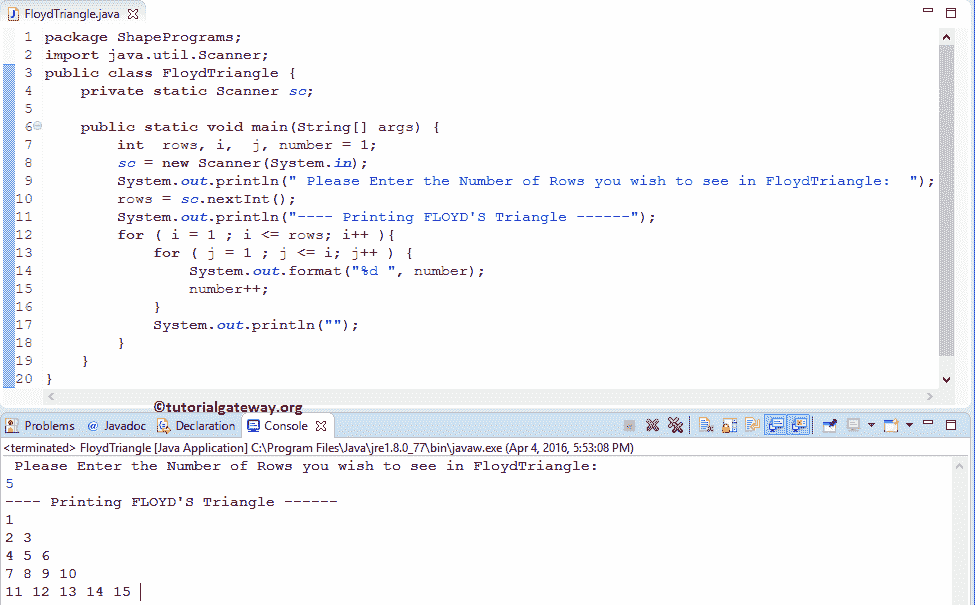 FloydTriangle.java
1 package ShapePrograms;
2 import java.util.Scanner;
3 public class FloydTriangle {
4     private static Scanner sc;
5
6     public static void main(String[] args) {
7         int  rows, i,  j, number = 1;
8         sc = new Scanner(System.in);
9         System.out.println(" Please Enter the Number of Rows you wish to see in FloydTriangle:  ");
10         rows = sc.nextInt();
11         System.out.println("---- Printing FLOYD'S Triangle ------");
12         for ( i = 1 ; i <= rows; i++ ){
13             for ( j = 1 ; j <= i; j++ ) {
14                 System.out.format("%d ", number);
15                 number++;
16             }
17             System.out.println("");
18         }
19     }
20 }
©tutorialgateway.org
Problems @ Javadoc Declaration Console
<terminated> FloydTriangle [Java Application] C:\Program Files\Java\jre1.8.0_77\bin\javaw.exe (Apr 4, 2016, 5:53:08 PM)
 Please Enter the Number of Rows you wish to see in FloydTriangle:
5
---- Printing FLOYD'S Triangle ------
1
2 3
4 5 6
7 8 9 10
11 12 13 14 15